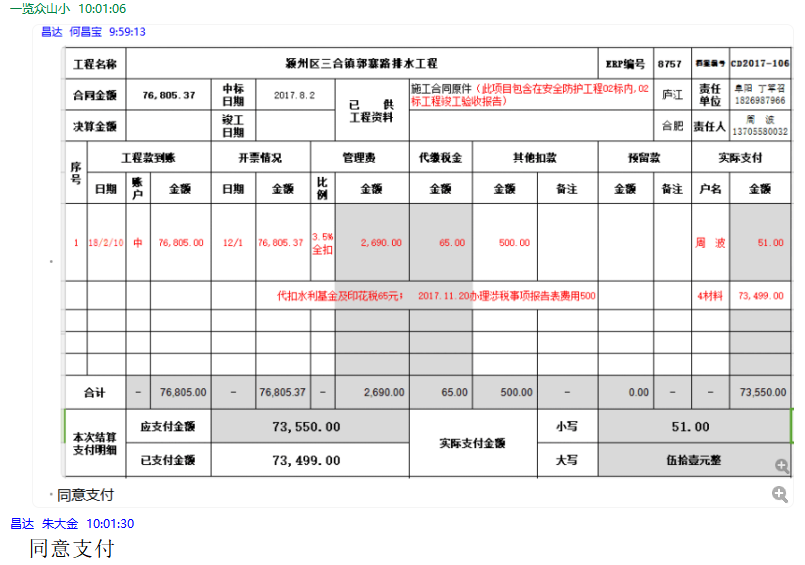 一览众山小 10:01:06
昌达 何昌宝 9:59:13
工程名称 颍州区三合镇郭寨路排水工程 ERP编号 8757 CD2017-106
合同金额 76,805.37 中标日期 2017.8.2 已供工程资料 施工合同原件（此项目包含在安全防护工程02标内,02标工程竣工验收报告） 庐江 责任单位 阜阳 丁军召 1826987966
决算金额 竣工日期 合肥 责任人 周波 13705580032
序号 工程款到账 开票情况 管理费 代缴税金 其他扣款 预留款 实际支付
日期 账户 金额 日期 金额 比例 金额 金额 金额 备注 金额 备注 户名 金额
1 18/2/10 中 76,805.00 12/1 76,805.37 3.5%全扣 2,690.00 65.00 500.00 周波 51.00
代扣水利基金及印花税65元； 2017.11.20办理涉税事项报告表费用500 4材料 73,499.00
合计 - 76,805.00 - 76,805.37 - 2,690.00 65.00 500.00 - 0.00 - - 73,550.00
本次结算支付明细 应支付金额 73,550.00 实际支付金额 小写 51.00
已支付金额 73,499.00 大写 伍拾壹元整
同意支付
昌达 朱大金 10:01:30
同意支付